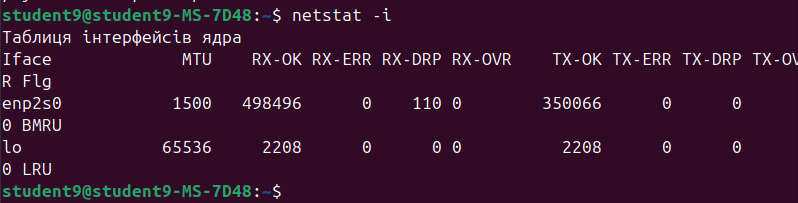 student9@student9-MS-7D48:~$ netstat -i
Таблиця інтерфейсів ядра
Iface             MTU    RX-OK RX-ERR RX-DRP RX-OVR    TX-OK TX-ERR TX-DRP TX-OV
R Flg
enp2s0           1500   498496      0    110 0        350066      0      0
0 BMRU
lo              65536     2208      0      0 0          2208      0      0
0 LRU
student9@student9-MS-7D48:~$